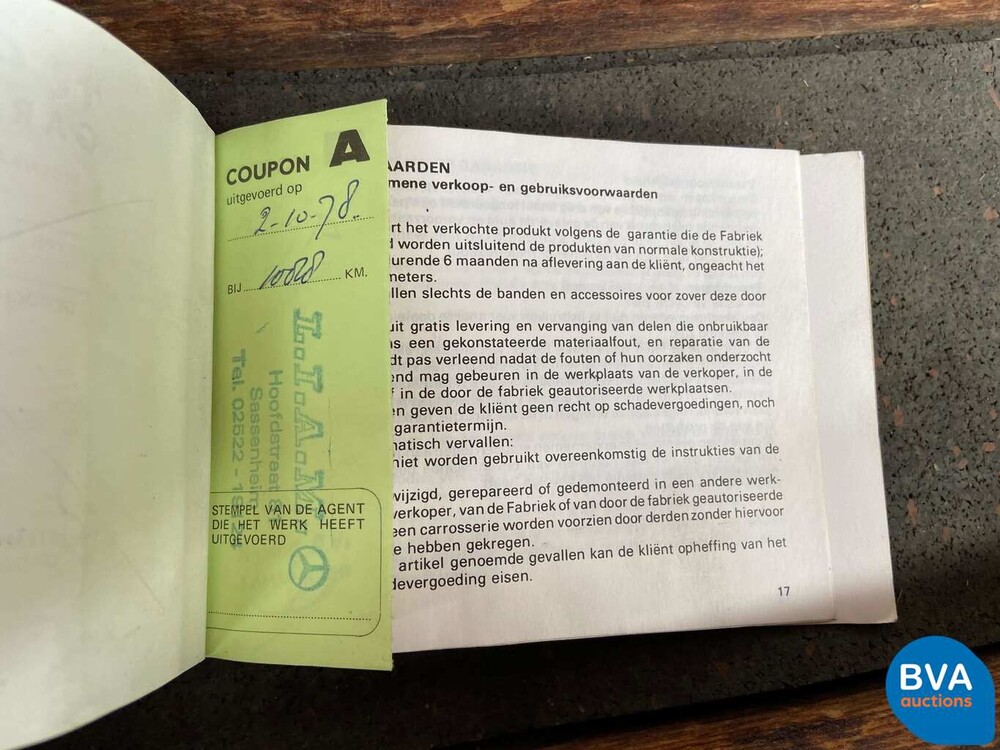 COUPON A
uitgevoerd op
2-10-78.
BIJ 1088 KM.
I.T.A.M.
Hoofdstreet 8
Sassenheim
Tel. 02522 - 1
STEMPEL VAN DE AGENT
DIE HET WERK HEEFT
UITGEVOERD
AARDEN
mene verkoop- en gebruiksvoorwaarden
rt het verkochte produkt volgens de garantie die de Fabriek
d worden uitsluitend de produkten van normale konstruktie);
urende 6 maanden na aflevering aan de kliënt, ongeacht het
meters.
llen slechts de banden en accessoires voor zover deze door
uit gratis levering en vervanging van delen die onbruikbaar
s een gekonstateerde materiaalfout, en reparatie van de
dt pas verleend nadat de fouten of hun oorzaken onderzocht
end mag gebeuren in de werkplaats van de verkoper, in de
f in de door de fabriek geautoriseerde werkplaatsen.
en geven de kliënt geen recht op schadevergoedingen, noch
garantietermijn.
matisch vervallen:
niet worden gebruikt overeenkomstig de instrukties van de
wijzigd, gerepareerd of gedemonteerd in een andere werk-
verkoper, van de Fabriek of van door de fabriek geautoriseerde
een carrosserie worden voorzien door derden zonder hiervoor
e hebben gekregen.
artikel genoemde gevallen kan de kliënt opheffing van het
devergoeding eisen.
17
BVA
auctions